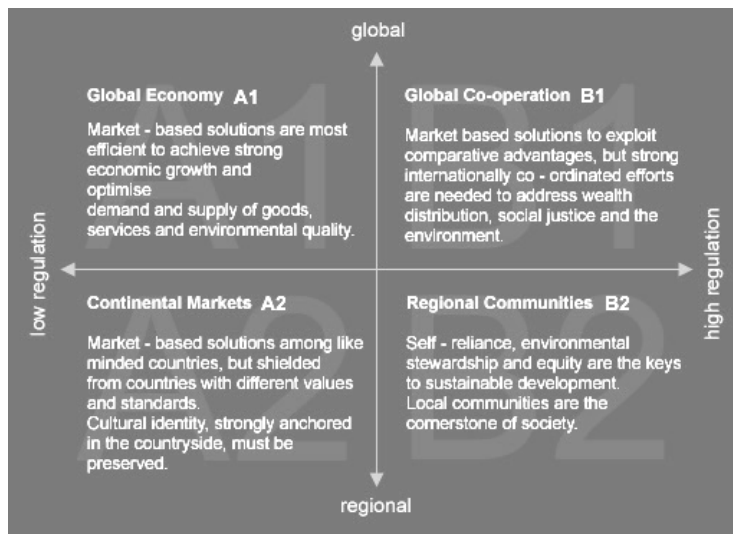 global
Global Economy A1
Market - based solutions are most
efficient to achieve strong
economic growth and
optimise
demand and supply of goods,
services and environmental quality.
Global Co-operation B1
Market based solutions to exploit
comparative advantages, but strong
internationally co - ordinated efforts
are needed to address wealth
distribution, social justice and the
environment.
low regulation
high regulation
Continental Markets A2
Market - based solutions among like
minded countries, but shielded
from countries with different values
and standards.
Cultural identity, strongly anchored
in the countryside, must be
preserved.
Regional Communities B2
Self - reliance, environmental
stewardship and equity are the keys
to sustainable development.
Local communities are the
cornerstone of society.
regional
A1
B1
A2
B2